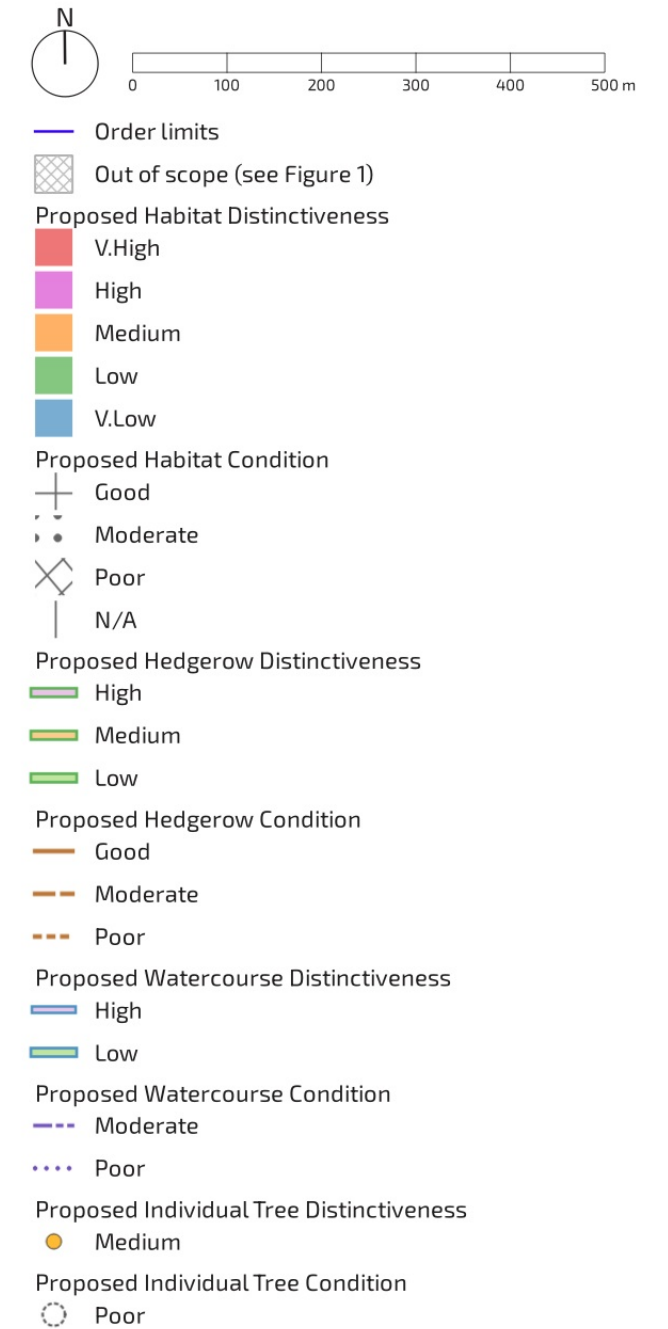 N
0 100 200 300 400 500 m
Order limits
Out of scope (see Figure 1)
Proposed Habitat Distinctiveness
V.High
High
Medium
Low
V.Low
Proposed Habitat Condition
Good
Moderate
Poor
N/A
Proposed Hedgerow Distinctiveness
High
Medium
Low
Proposed Hedgerow Condition
Good
Moderate
Poor
Proposed Watercourse Distinctiveness
High
Low
Proposed Watercourse Condition
Moderate
Poor
Proposed Individual Tree Distinctiveness
Medium
Proposed Individual Tree Condition
Poor